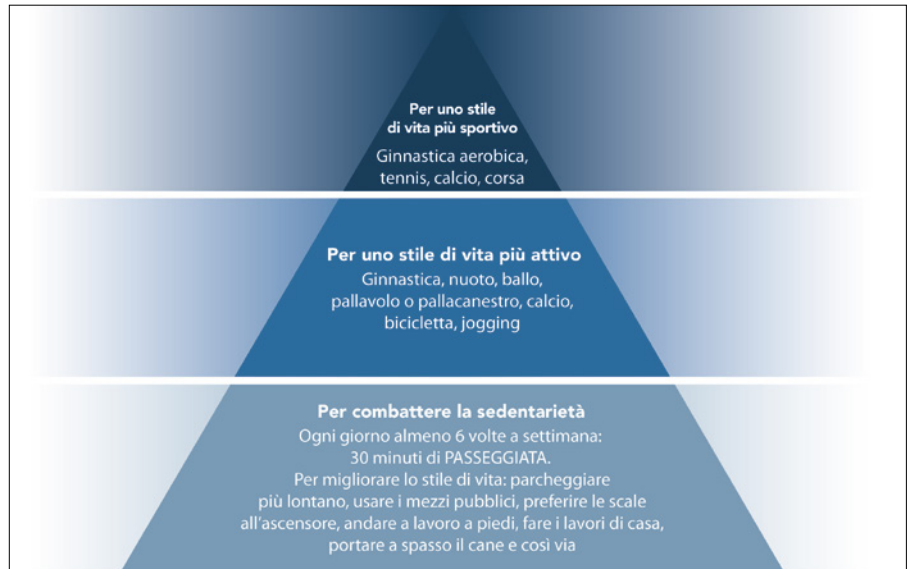 Per uno stile
di vita più sportivo
Ginnastica aerobica,
tennis, calcio, corsa
Per uno stile di vita più attivo
Ginnastica, nuoto, ballo,
pallavolo o pallacanestro, calcio,
bicicletta, jogging
Per combattere la sedentarietà
Ogni giorno almeno 6 volte a settimana:
30 minuti di PASSEGGIATA.
Per migliorare lo stile di vita: parcheggiare
più lontano, usare i mezzi pubblici, preferire le scale
all'ascensore, andare a lavoro a piedi, fare i lavori di casa,
portare a spasso il cane e così via